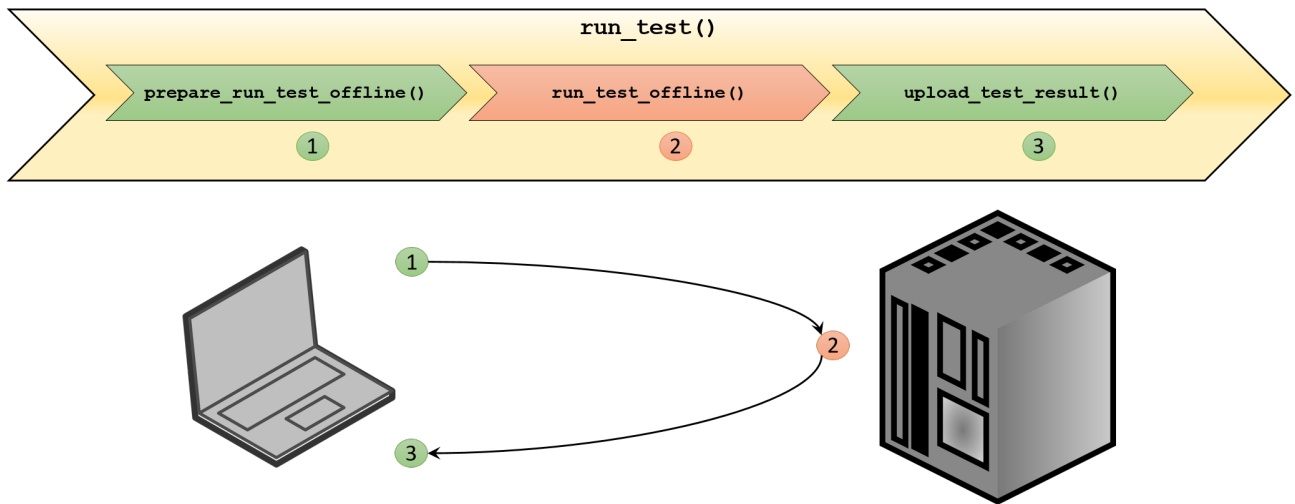 run_test()
prepare_run_test_offline()
run_test_offline()
upload_test_result()
1
2
3
1
2
3